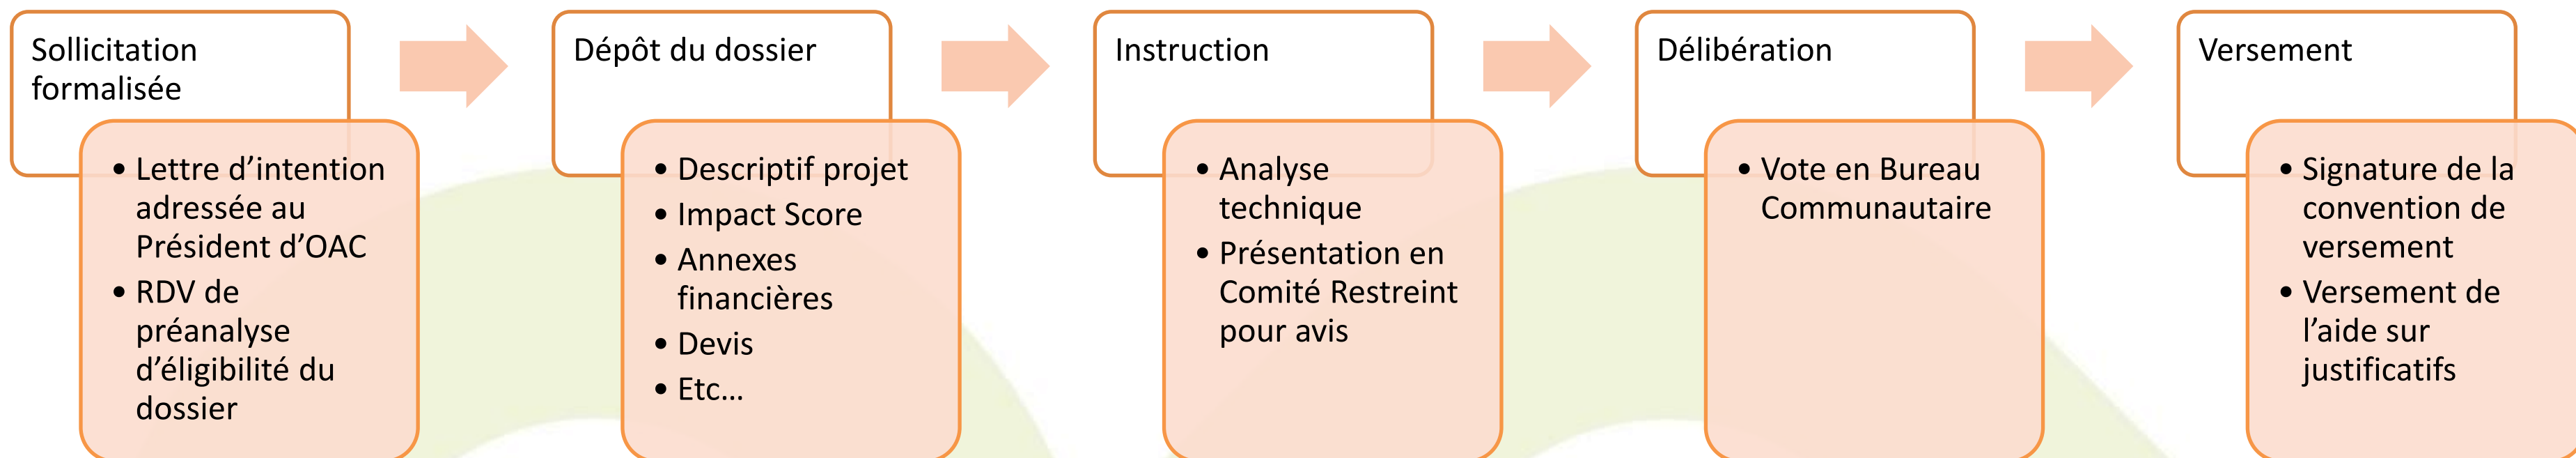 Sollicitation
formalisée
• Lettre d’intention
adressée au
Président d’OAC
• RDV de
préanalyse
d’éligibilité du
dossier
Dépôt du dossier
• Descriptif projet
• Impact Score
• Annexes
financières
• Devis
• Etc…
Instruction
• Analyse
technique
• Présentation en
Comité Restreint
pour avis
Délibération
• Vote en Bureau
Communautaire
Versement
• Signature de la
convention de
versement
• Versement de
l’aide sur
justificatifs